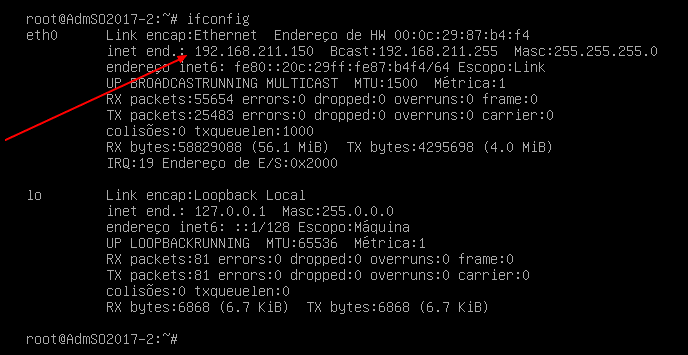 root@AdmSO2017-2:~# ifconfig
eth0 Link encap:Ethernet Endereço de HW 00:0c:29:87:b4:f4
inet end.: 192.168.211.150 Bcast:192.168.211.255 Masc:255.255.255.0
endereço inet6: fe80::20c:29ff:fe87:b4f4/64 Escopo:Link
UP BROADCASTRUNNING MULTICAST MTU:1500 Métrica:1
RX packets:55654 errors:0 dropped:0 overruns:0 frame:0
TX packets:25483 errors:0 dropped:0 overruns:0 carrier:0
colisões:0 txqueuelen:1000
RX bytes:58829088 (56.1 MiB) TX bytes:4295698 (4.0 MiB)
IRQ:19 Endereço de E/S:0x2000
lo Link encap:Loopback Local
inet end.: 127.0.0.1 Masc:255.0.0.0
endereço inet6: ::1/128 Escopo:Máquina
UP LOOPBACKRUNNING MTU:65536 Métrica:1
RX packets:81 errors:0 dropped:0 overruns:0 frame:0
TX packets:81 errors:0 dropped:0 overruns:0 carrier:0
colisões:0 txqueuelen:0
RX bytes:6868 (6.7 KiB) TX bytes:6868 (6.7 KiB)
root@AdmSO2017-2:~#